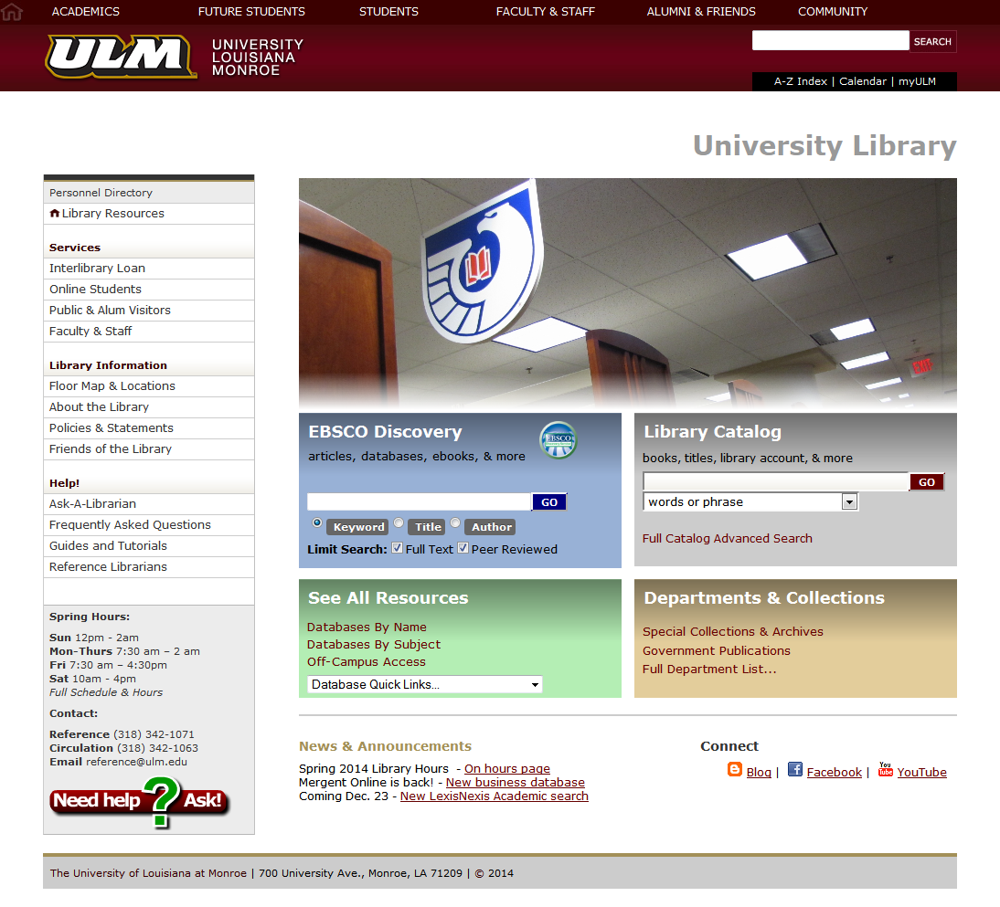 ACADEMICS FUTURE STUDENTS STUDENTS FACULTY & STAFF ALUMNI & FRIENDS COMMUNITY
ULM
UNIVERSITY
LOUISIANA
MONROE
SEARCH
A-Z Index | Calendar | myULM
University Library
Personnel Directory
Library Resources
Services
Interlibrary Loan
Online Students
Public & Alum Visitors
Faculty & Staff
Library Information
Floor Map & Locations
About the Library
Policies & Statements
Friends of the Library
Help!
Ask-A-Librarian
Frequently Asked Questions
Guides and Tutorials
Reference Librarians
Spring Hours:
Sun 12pm - 2am
Mon-Thurs 7:30 am – 2 am
Fri 7:30 am – 4:30pm
Sat 10am - 4pm
Full Schedule & Hours
Contact:
Reference (318) 342-1071
Circulation (318) 342-1063
Email reference@ulm.edu
Need help ? Ask!
EXIT
EBSCO Discovery
EBSCO
articles, databases, ebooks, & more
GO
Keyword Title Author
Limit Search: Full Text Peer Reviewed
Library Catalog
books, titles, library account, & more
GO
words or phrase
Full Catalog Advanced Search
See All Resources
Databases By Name
Databases By Subject
Off-Campus Access
Database Quick Links...
Departments & Collections
Special Collections & Archives
Government Publications
Full Department List...
News & Announcements
Spring 2014 Library Hours - On hours page
Mergent Online is back! - New business database
Coming Dec. 23 - New LexisNexis Academic search
Connect
Blog | Facebook | You Tube YouTube
The University of Louisiana at Monroe | 700 University Ave., Monroe, LA 71209 | © 2014